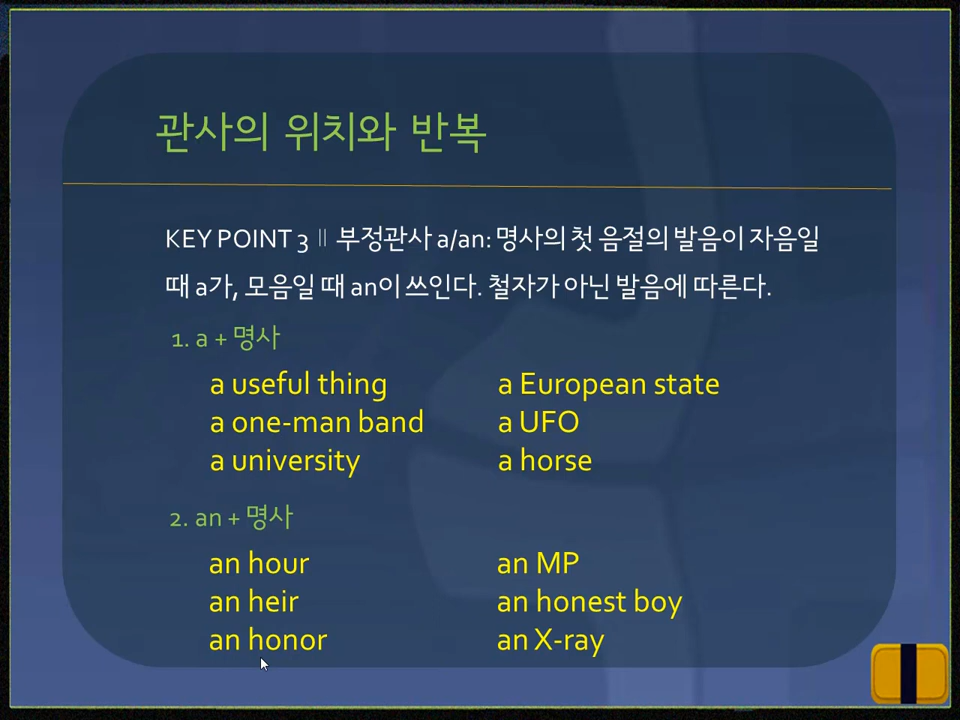 관사의 위치와 반복
KEY POINT 3 ॥ 부정관사 a/an: 명사의 첫 음절의 발음이 자음일
때 a가, 모음일 때 an이 쓰인다. 철자가 아닌 발음에 따른다.
1. a + 명사
a useful thing a European state
a one-man band a UFO
a university a horse
2. an + 명사
an hour an MP
an heir an honest boy
an honor an X-ray